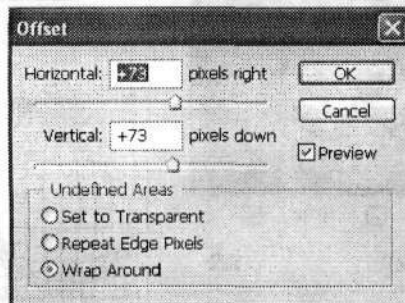 Offset
Horizontal: +73 pixels right
OK
Cancel
Vertical: +73 pixels down
Preview
Undefined Areas
Set to Transparent
Repeat Edge Pixels
Wrap Around